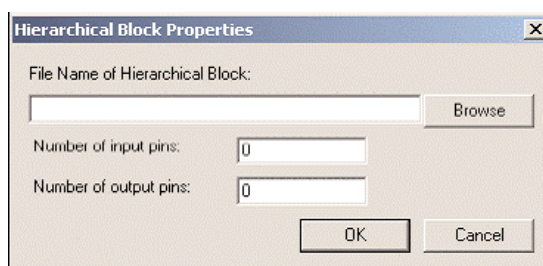 Hierarchical Block Properties
File Name of Hierarchical Block:
Browse
Number of input pins: 0
Number of output pins: 0
OK Cancel